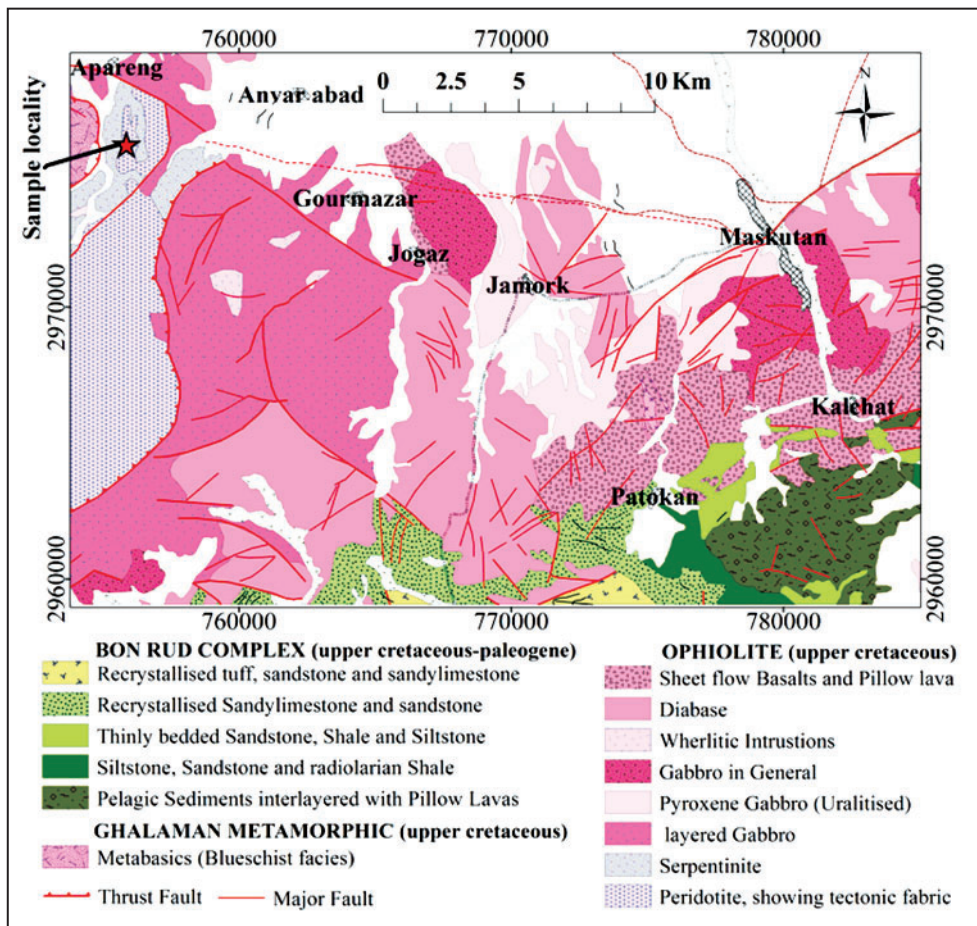 760000 770000 780000
Apareng
0 2.5 5 10 Km
N
Anyar abad
Sample locality
Gourmazar
Maskutan
Jogaz
Jamork
2970000
2970000
Kalehat
Patokan
2960000
2960000
760000 770000 780000
BON RUD COMPLEX (upper cretaceous-paleogene)
Recrystallised tuff, sandstone and sandylimestone
Recrystallised Sandylimestone and sandstone
Thinly bedded Sandstone, Shale and Siltstone
Siltstone, Sandstone and radiolarian Shale
Pelagic Sediments interlayered with Pillow Lavas
GHALAMAN METAMORPHIC (upper cretaceous)
Metabasics (Blueschist facies)
Thrust Fault Major Fault
OPHIOLITE (upper cretaceous)
Sheet flow Basalts and Pillow lava
Diabase
Wherlitic Intrustions
Gabbro in General
Pyroxene Gabbro (Uralitised)
layered Gabbro
Serpentinite
Peridotite, showing tectonic fabric